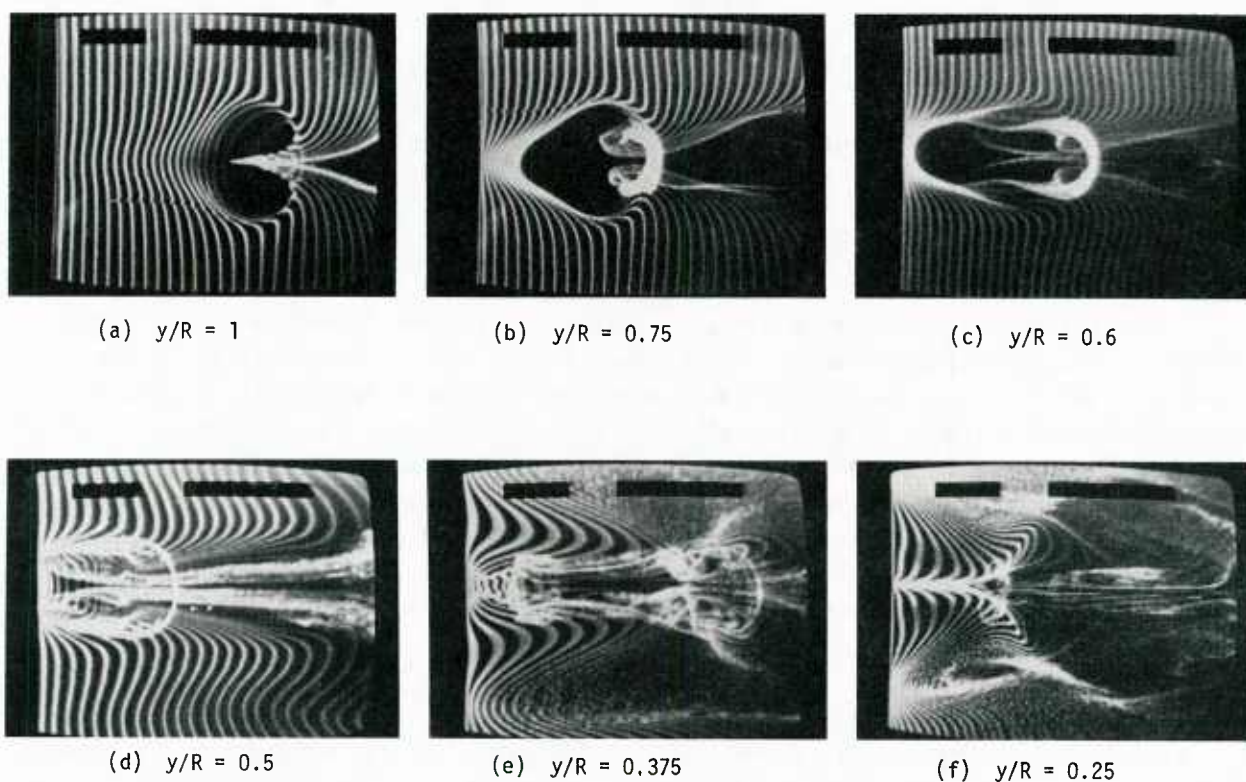 (a) y/R = 1
(b) y/R = 0.75
(c) y/R = 0.6
(d) y/R = 0.5
(e) y/R = 0.375
(f) y/R = 0.25